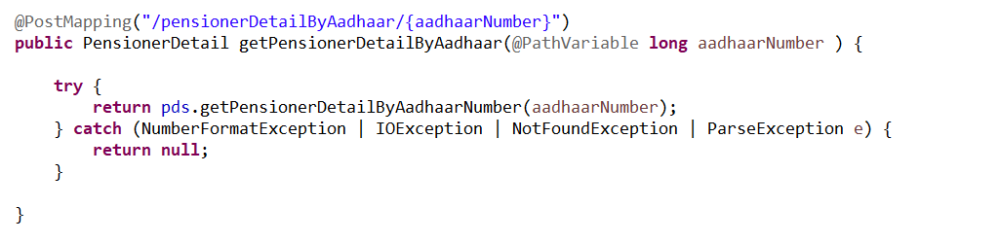 @PostMapping("/pensionerDetailByAadhaar/{aadhaarNumber}")
public PensionerDetail getPensionerDetailByAadhaar(@PathVariable long aadhaarNumber ) {
try {
return pds.getPensionerDetailByAadhaarNumber(aadhaarNumber);
} catch (NumberFormatException | IOException | NotFoundException | ParseException e) {
return null;
}
}